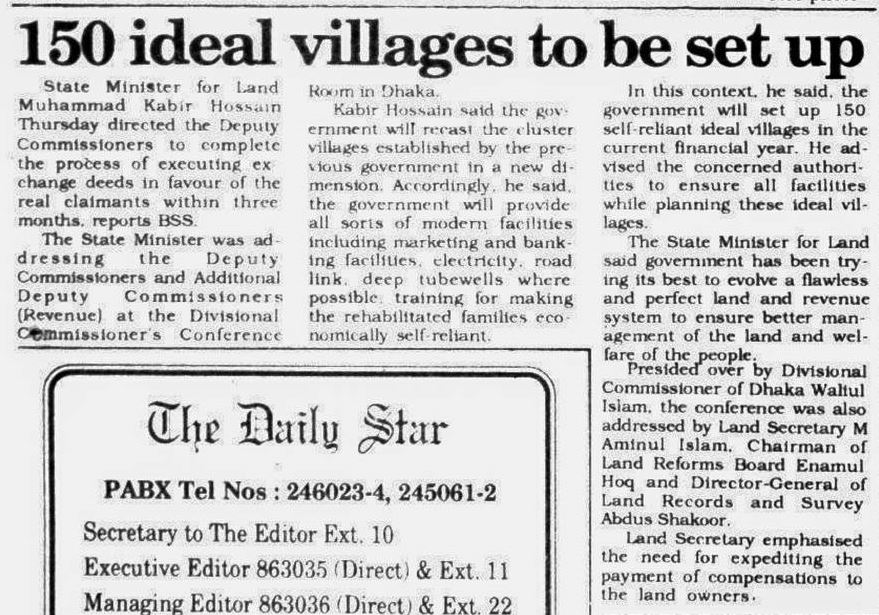 150 ideal villages to be set up
State Minister for Land
Muhammad Kabir Hossain
Thursday directed the Deputy
Commissioners to complete
the process of executing ex
change deeds in favour of the
real claimants within three
months, reports BSS.
The State Minister was ad
dressing the Deputy
Commissioners and Additional
Deputy Commissioners
(Revenue) at the Divisional
Commissioner's Conference
Room in Dhaka.
Kabir Hossain said the gov-
ernment will recast the cluster
villages established by the pre-
vious government in a new di-
mension. Accordingly, he said,
the government will provide
all sorts of modern facilities
including marketing and bank-
ing facilities, electricity, road
link, deep tubewells where
possible, training for making
the rehabilitated families eco-
nomically self-reliant.
In this context, he said, the
government will set up 150
self-reliant ideal villages in the
current financial year. He ad-
vised the concerned authori-
ties to ensure all facilities
while planning these ideal vil-
lages.
The State Minister for Land
said government has been try-
ing its best to evolve a flawless
and perfect land and revenue
system to ensure better man-
agement of the land and wel-
fare of the people.
Presided over by Divisional
Commissioner of Dhaka Waliul
Islam, the conference was also
addressed by Land Secretary M
Aminul Islam, Chairman of
Land Reforms Board Enamul
Hoq and Director-General of
Land Records and Survey
Abdus Shakoor.
Land Secretary emphasised
the need for expediting the
payment of compensations to
the land owners.
The Daily Star
PABX Tel Nos : 246023-4, 245061-2
Secretary to The Editor Ext. 10
Executive Editor 863035 (Direct) & Ext. 11
Managing Editor 863036 (Direct) & Ext. 22